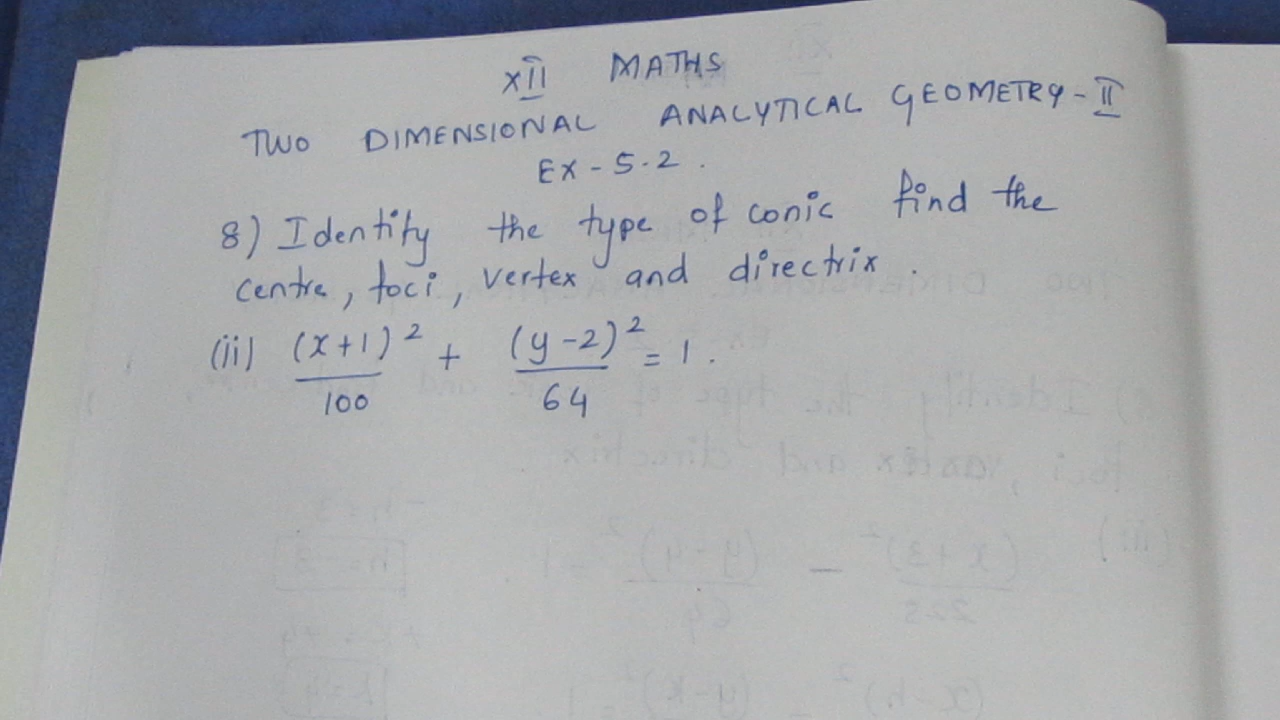 XII MATHS
TWO DIMENSIONAL ANALYTICAL GEOMETRY - II
EX - 5.2.
8) Identify the type of conic find the
centre, foci, vertex and directrix.
(ii) (x+1)²/100 + (y-2)²/64 = 1.